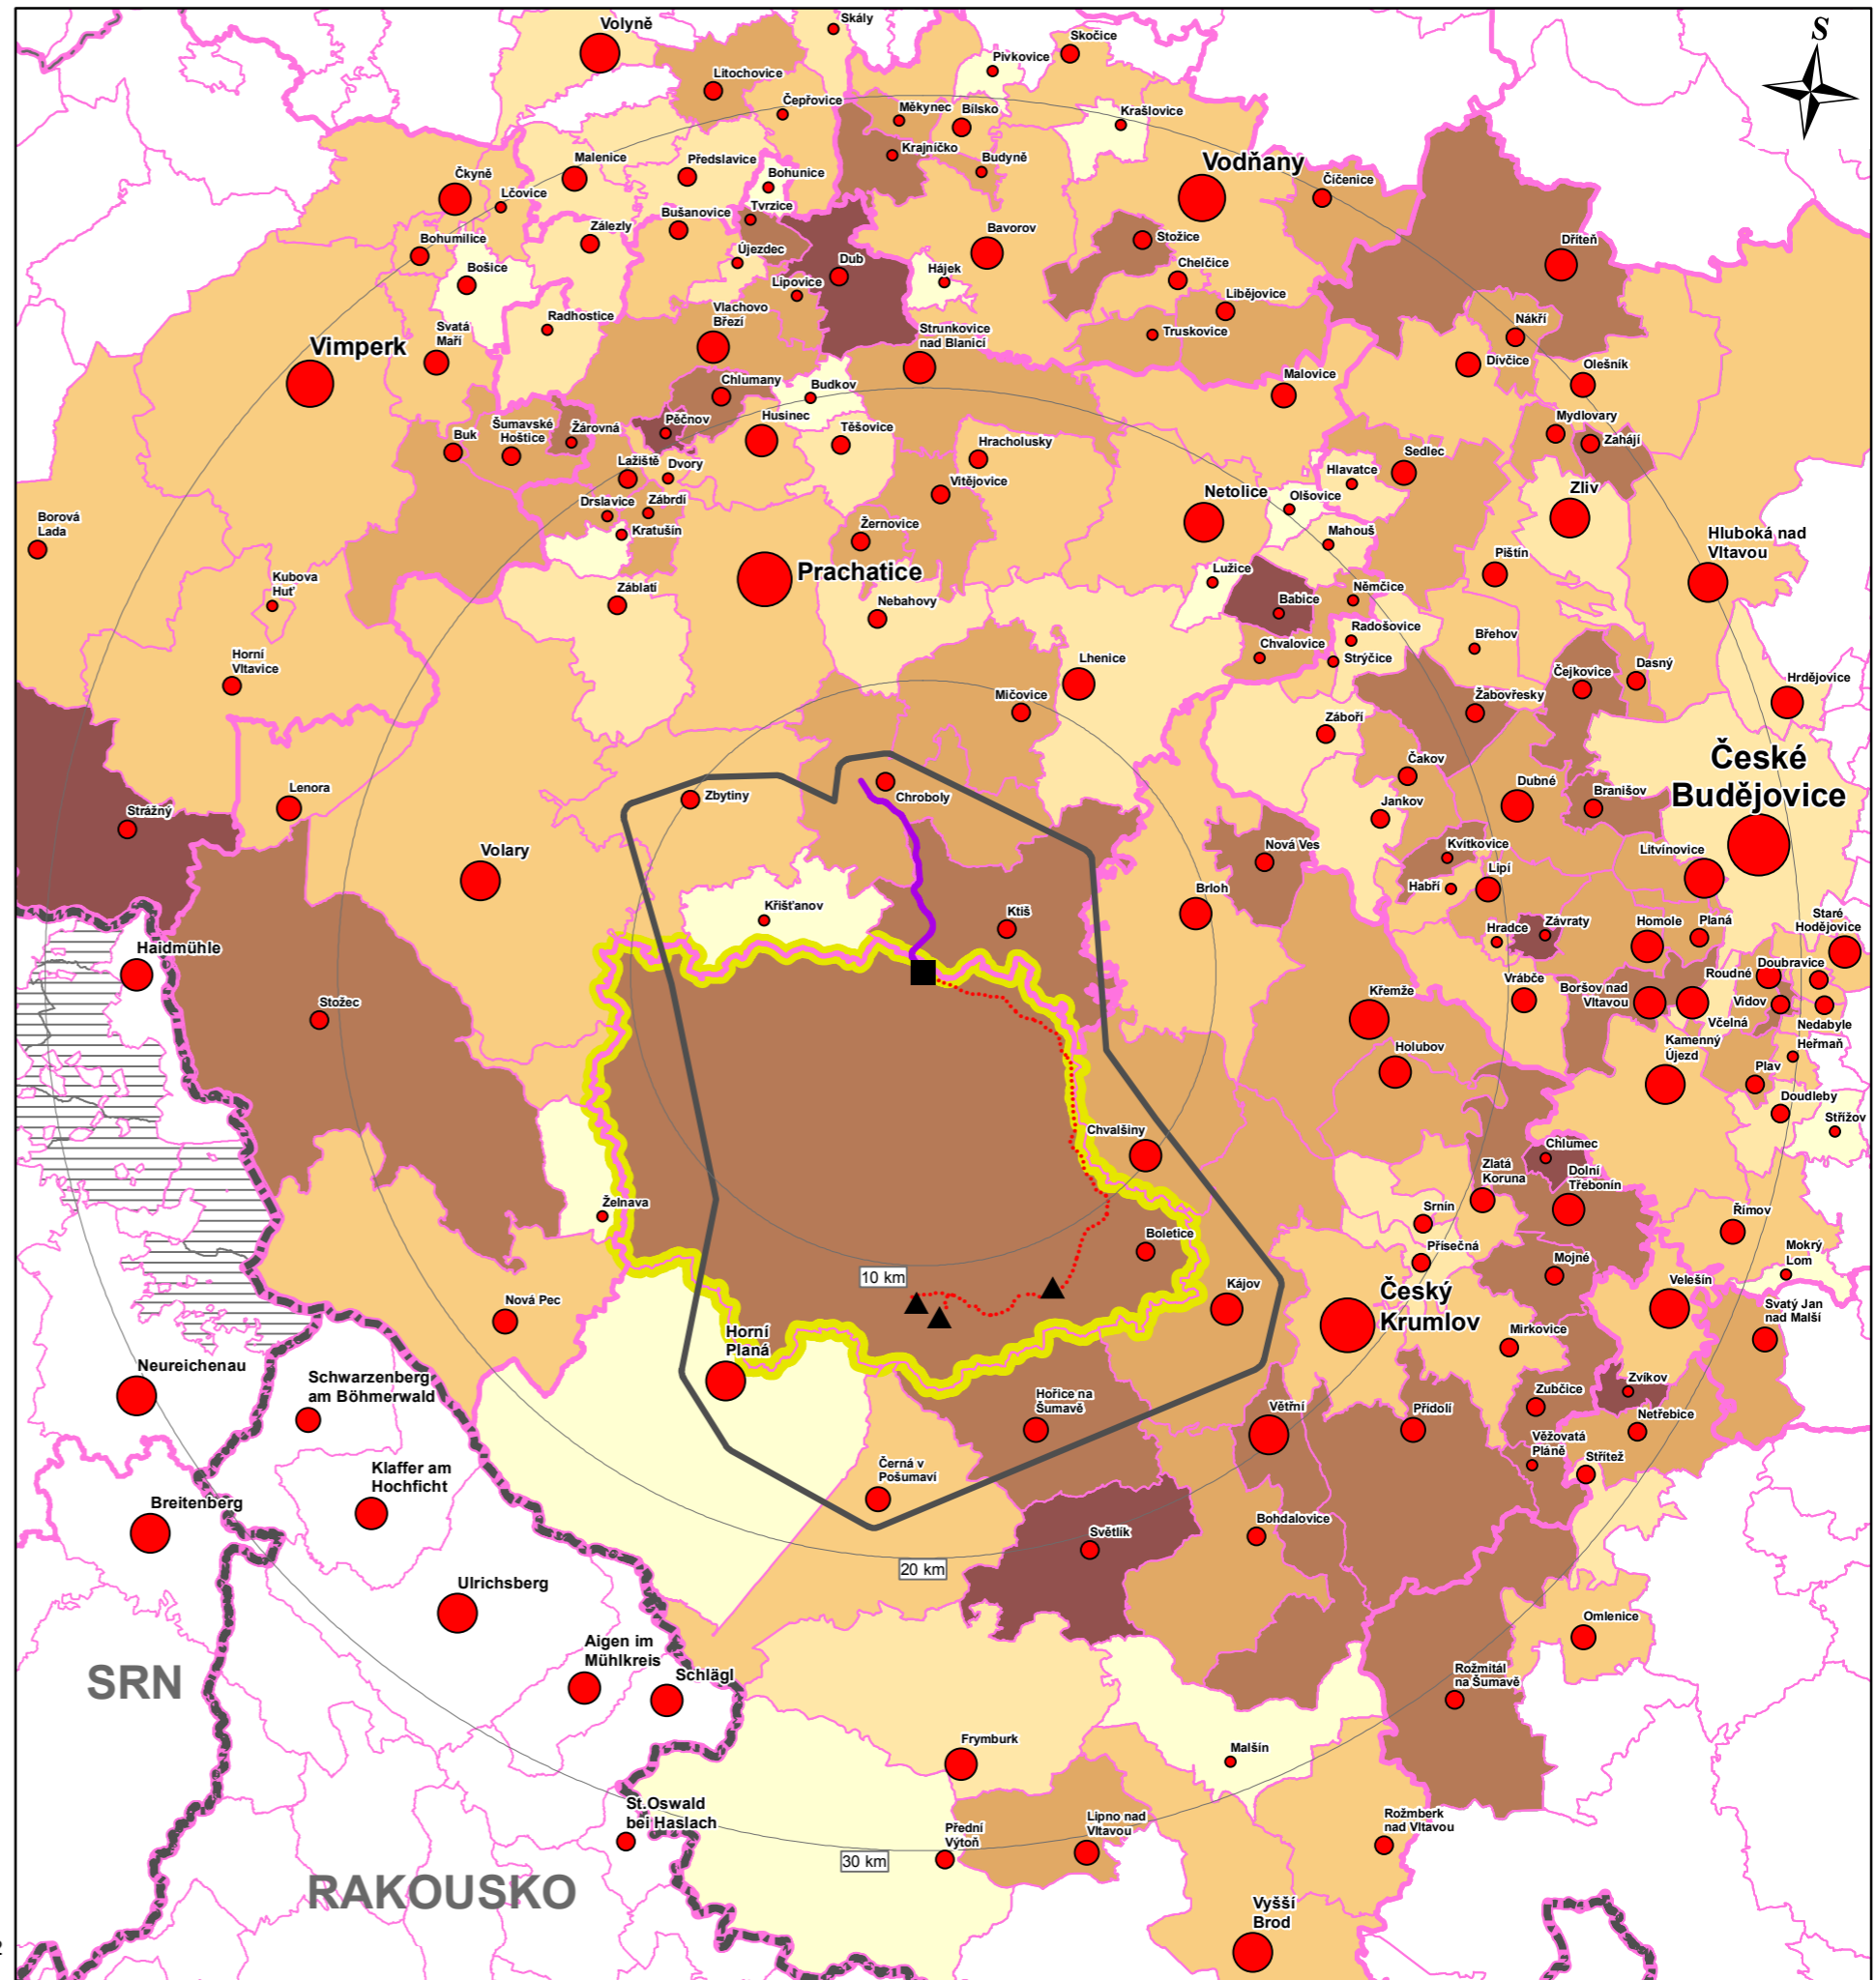 Skály
Volyně
Skočice
S
Pivkovice
Litochovice
Čepřovice
Měkynec
Bílsko
Krašlovice
Krajníčko
Malenice
Předslavice
Budyně
Vodňany
Čkyně
Bohunice
Čičenice
Lčovice
Tvrzice
Bušanovice
Zálezly
Bavorov
Stožice
Dříteň
Bohumilice
Újezdec
Dub
Bošice
Hájek
Chelčice
Lipovice
Libějovice
Vlachovo
Březí
Radhostice
Nákří
Svatá
Maří
Strunkovice
nad Blanicí
Truskovice
Vimperk
Dívčice
Olešník
Malovice
Chlumany
Budkov
Husinec
Mydlovary
Pěčnov
Šumavské
Hoštice
Žárovná
Těšovice
Zahájí
Buk
Hracholusky
Sedlec
Lažiště
Dvory
Hlavatce
Vitějovice
Netolice
Zliv
Olšovice
Drslavice
Zábrdí
Borová
Lada
Žernovice
Kratušín
Mahouš
Hluboká nad
Vltavou
Pištín
Prachatice
Lužice
Kubova
Huť
Němčice
Záblatí
Nebahovy
Babice
Radošovice
Břehov
Horní
Vltavice
Chvalovice
Strýčice
Lhenice
Dasný
Čejkovice
Hrdějovice
Mičovice
Žabovřesky
Záboří
České
Budějovice
Čakov
Dubné
Lenora
Zbytiny
Chroboly
Branišov
Jankov
Strážný
Volary
Nová Ves
Kvítkovice
Litvínovice
Lipí
Habří
Brloh
Křišťanov
Ktiš
Staré
Hodějovice
Závraty
Homole
Planá
Hradce
Haidmühle
Doubravice
Roudné
Vrábče
Boršov nad
Vltavou
Křemže
Vidov
Stožec
Včelná
Nedabyle
Kamenný
Újezd
Heřmaň
Holubov
Plav
Doudleby
Střížov
Chvalšiny
Chlumec
Zlatá
Koruna
Dolní
Třebonín
Želnava
Srnín
Římov
Boletice
Přísečná
Mojné
Mokrý
Lom
10 km
Kájov
Český
Krumlov
Velešín
Nová Pec
Svatý Jan
nad Malší
Horní
Planá
Mirkovice
Neureichenau
Schwarzenberg
am Böhmerwald
Zvíkov
Hořice na
Šumavě
Zubčice
Větřní
Přídolí
Netřebice
Věžovatá
Pláně
Klaffer am
Hochficht
Černá v
Pošumaví
Střítež
Breitenberg
Světlík
Bohdalovice
20 km
Ulrichsberg
Omlenice
Aigen im
Mühlkreis
SRN
Schlägl
Rožmitál
na Šumavě
Frymburk
Malšín
St.Oswald
bei Haslach
Přední
Výtoň
Lipno nad
Vltavou
Rožmberk
nad Vltavou
30 km
RAKOUSKO
Vyšší
Brod